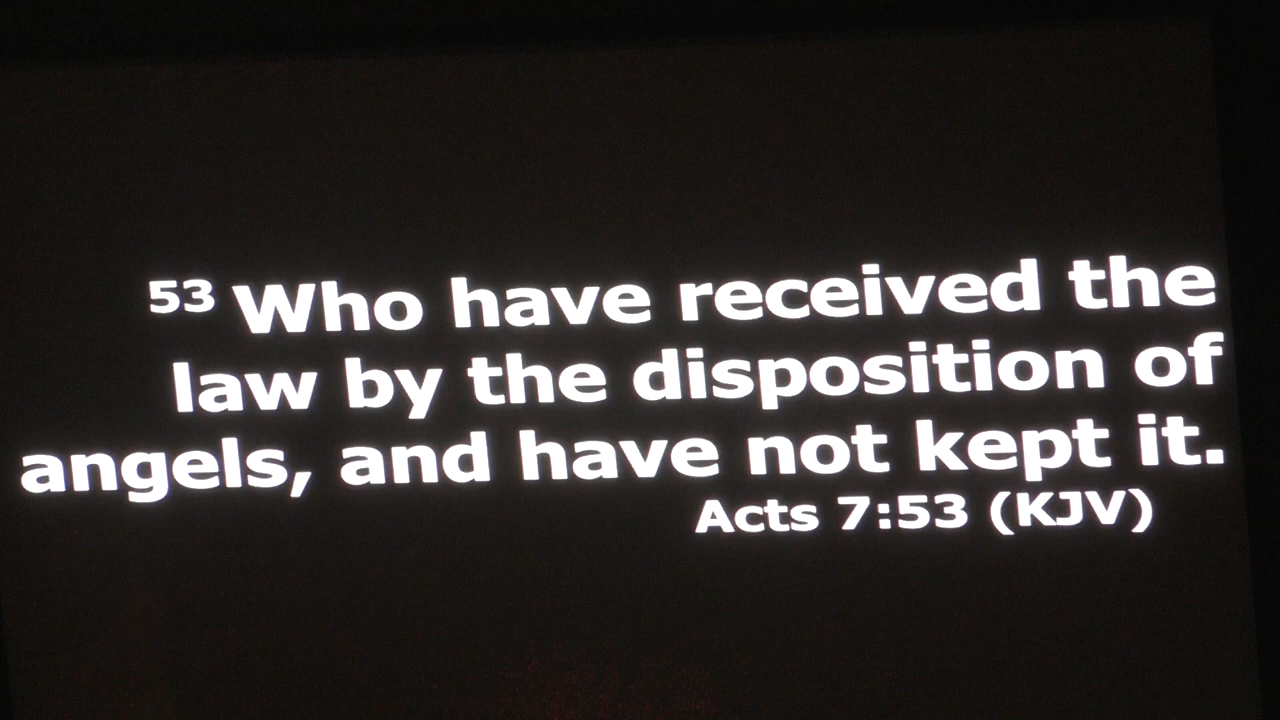 53 Who have received the
law by the disposition of
angels, and have not kept it.
Acts 7:53 (KJV)